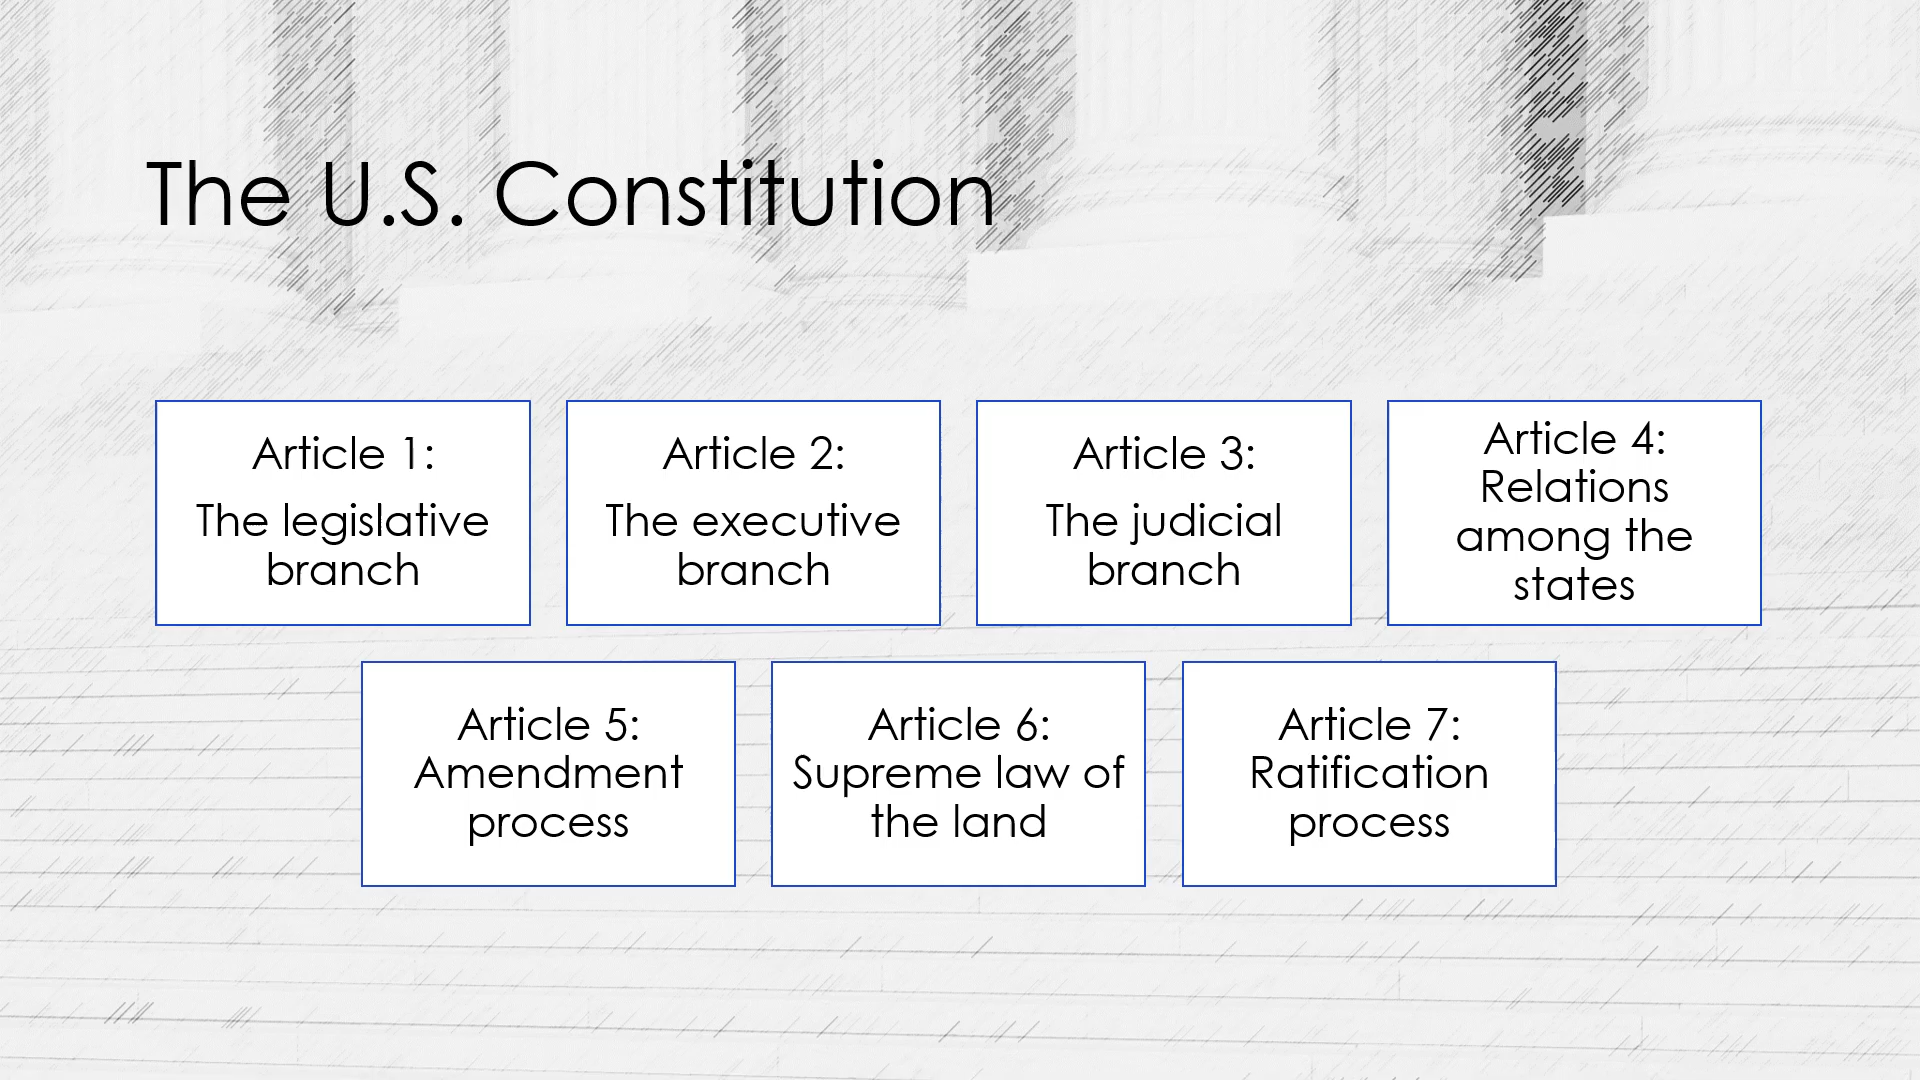 The U.S. Constitution
Article 1:
The legislative
branch
Article 2:
The executive
branch
Article 3:
The judicial
branch
Article 4:
Relations
among the
states
Article 5:
Amendment
process
Article 6:
Supreme law of
the land
Article 7:
Ratification
process